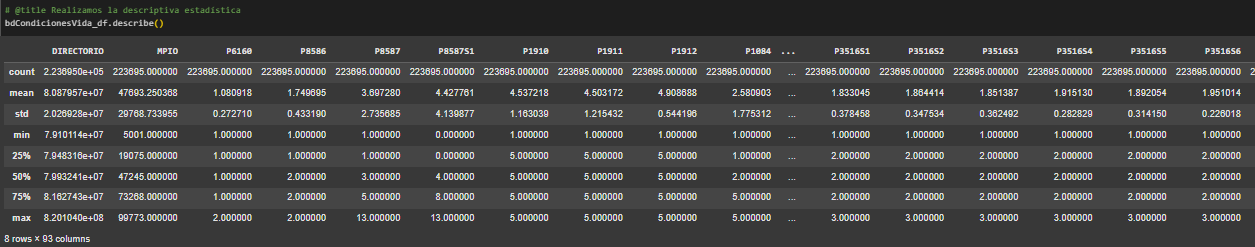 # @title Realizamos la descriptiva estadística
bdCondicionesVida_df.describe()
DIRECTORIO MPIO P6160 P8586 P8587 P8587S1 P1910 P1911 P1912 P1084 ... P3516S1 P3516S2 P3516S3 P3516S4 P3516S5 P3516S6
count 2.236950e+05 223695.000000 223695.000000 223695.000000 223695.000000 223695.000000 223695.000000 223695.000000 223695.000000 223695.000000 ... 223695.000000 223695.000000 223695.000000 223695.000000 223695.000000 223695.000000 2
mean 8.087957e+07 47693.250368 1.080918 1.749695 3.697280 4.427761 4.537218 4.503172 4.908688 2.580903 ... 1.833045 1.864414 1.851387 1.915130 1.892054 1.951014
std 2.026928e+07 29768.733955 0.272710 0.433190 2.735685 4.139877 1.163039 1.215432 0.544196 1.775312 ... 0.378458 0.347534 0.362492 0.282829 0.314150 0.226018
min 7.910114e+07 5001.000000 1.000000 1.000000 1.000000 0.000000 1.000000 1.000000 1.000000 1.000000 ... 1.000000 1.000000 1.000000 1.000000 1.000000 1.000000
25% 7.948316e+07 19075.000000 1.000000 1.000000 1.000000 0.000000 5.000000 5.000000 5.000000 1.000000 ... 2.000000 2.000000 2.000000 2.000000 2.000000 2.000000
50% 7.993241e+07 47245.000000 1.000000 2.000000 3.000000 4.000000 5.000000 5.000000 5.000000 2.000000 ... 2.000000 2.000000 2.000000 2.000000 2.000000 2.000000
75% 8.162743e+07 73268.000000 1.000000 2.000000 5.000000 8.000000 5.000000 5.000000 5.000000 5.000000 ... 2.000000 2.000000 2.000000 2.000000 2.000000 2.000000
max 8.201040e+08 99773.000000 2.000000 2.000000 13.000000 13.000000 5.000000 5.000000 5.000000 5.000000 ... 3.000000 3.000000 3.000000 3.000000 3.000000 3.000000
8 rows × 93 columns